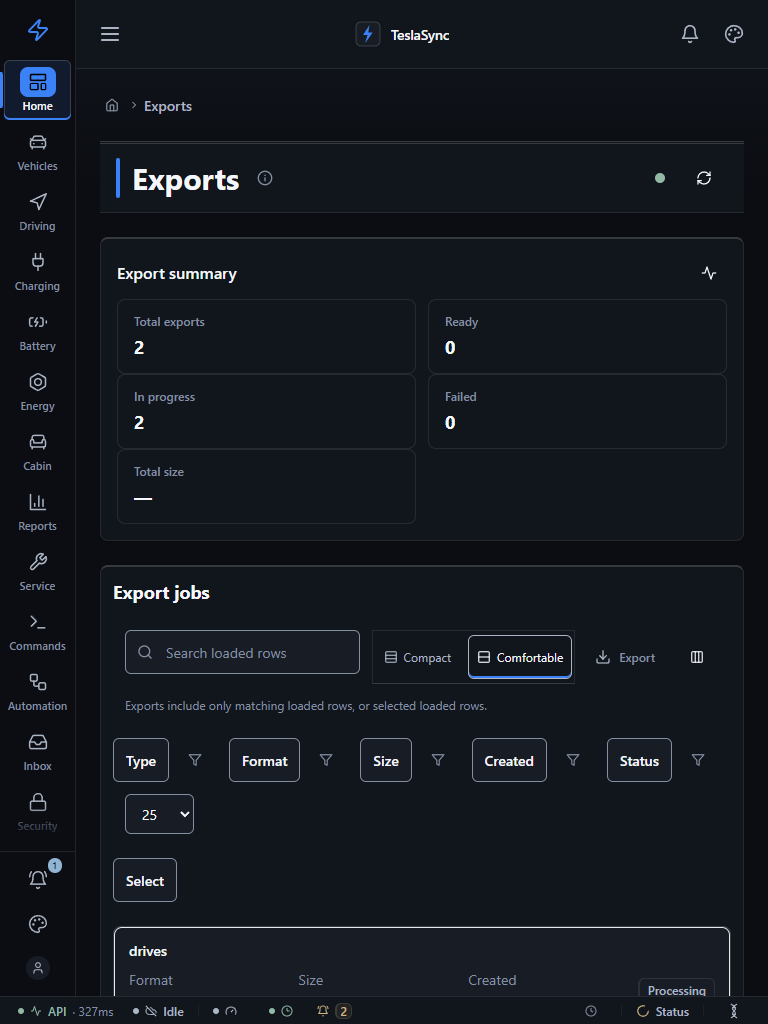 TeslaSync
Home
Vehicles
Driving
Charging
Battery
Energy
Cabin
Reports
Service
Commands
Automation
Inbox
Security
1
Exports
Exports
Export summary
Total exports
2
Ready
0
In progress
2
Failed
0
Total size
—
Export jobs
Search loaded rows
Compact
Comfortable
Export
Exports include only matching loaded rows, or selected loaded rows.
Type
Format
Size
Created
Status
25
Select
drives
Format Size Created
Processing
API · 327ms Idle 2 Status